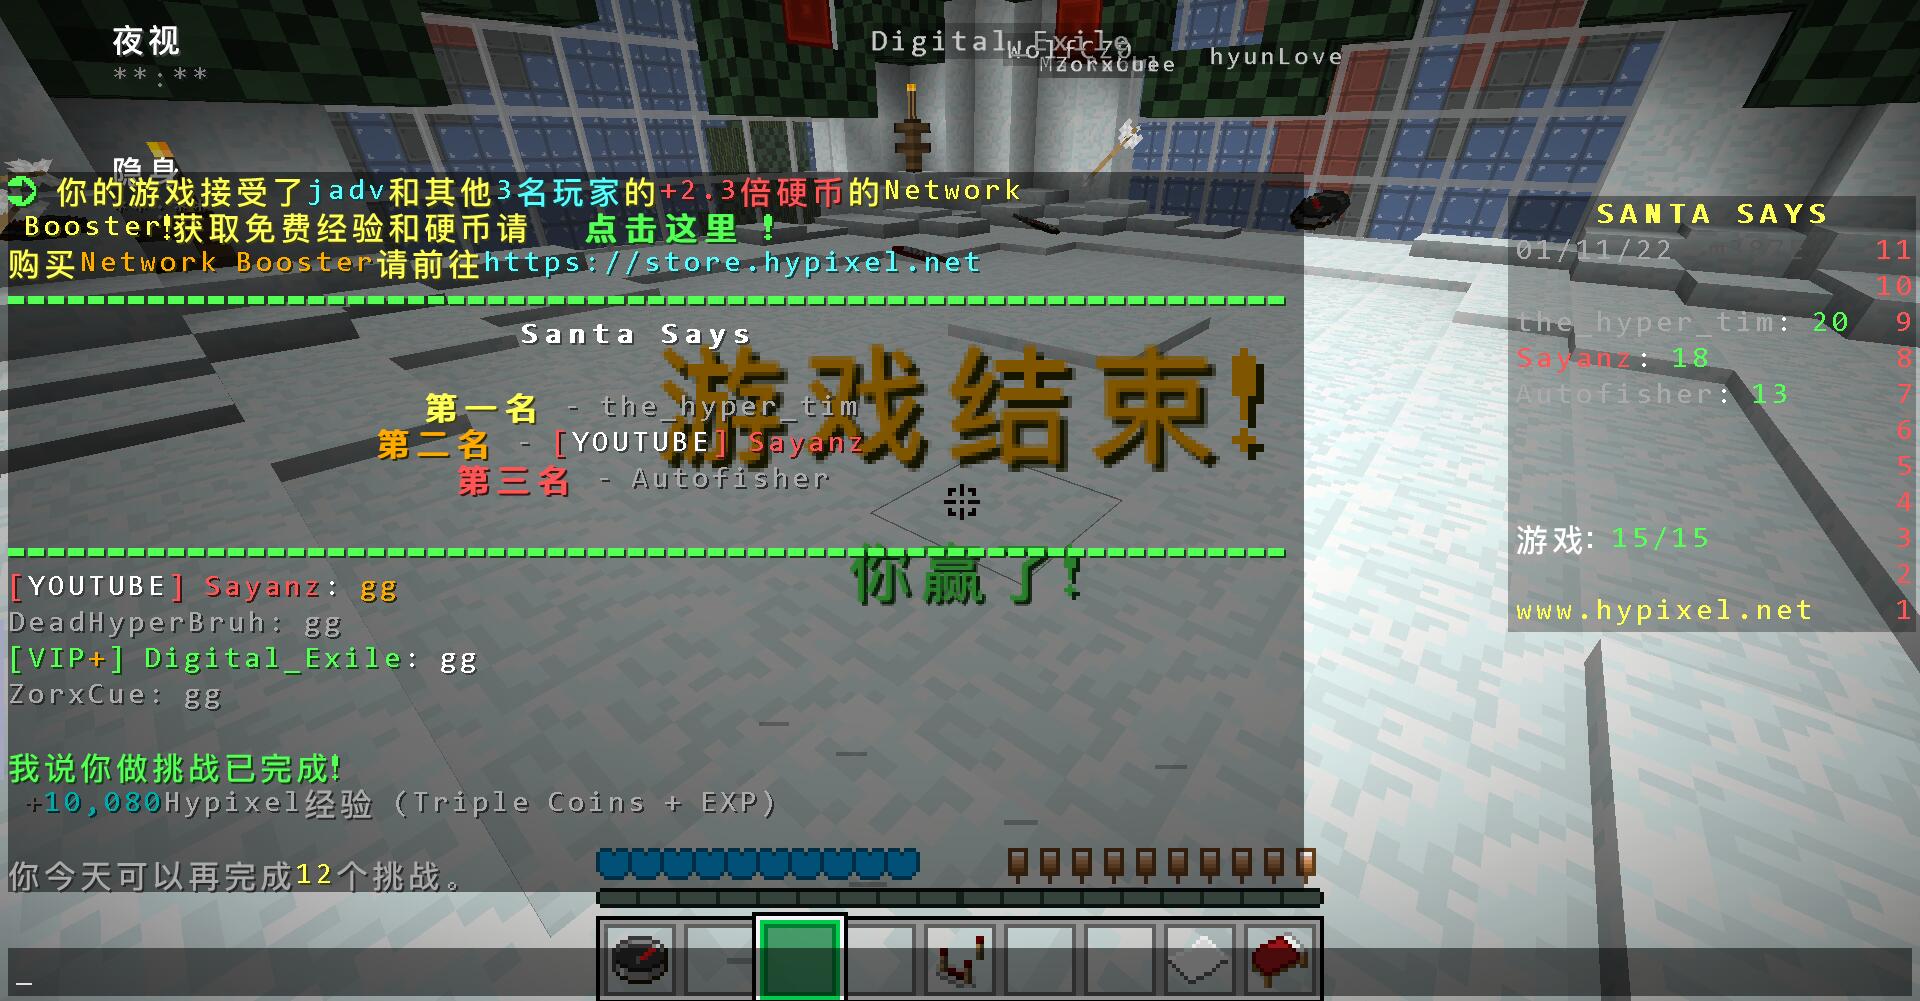 夜视
**:**
Digital_Exile
hyunLove
隐身
你的游戏接受了jadv和其他3名玩家的+2.3倍硬币的Network
Booster!获取免费经验和硬币请 点击这里 !
购买Network Booster请前往https://store.hypixel.net
Santa Says
第一名 - the_hyper_tim
第二名 - [YOUTUBE] Sayanz
第三名 - Autofisher
游戏结束!
你赢了!
[YOUTUBE] Sayanz: gg
DeadHyperBruh: gg
[VIP+] Digital_Exile: gg
ZorxCue: gg
我说你做挑战已完成!
+10,080Hypixel经验 (Triple Coins + EXP)
你今天可以再完成12个挑战。
_
SANTA SAYS
01/11/22 11
10
the_hyper_tim: 20 9
Sayanz: 18 8
Autofisher: 13 7
6
5
4
游戏: 15/15 3
2
www.hypixel.net 1